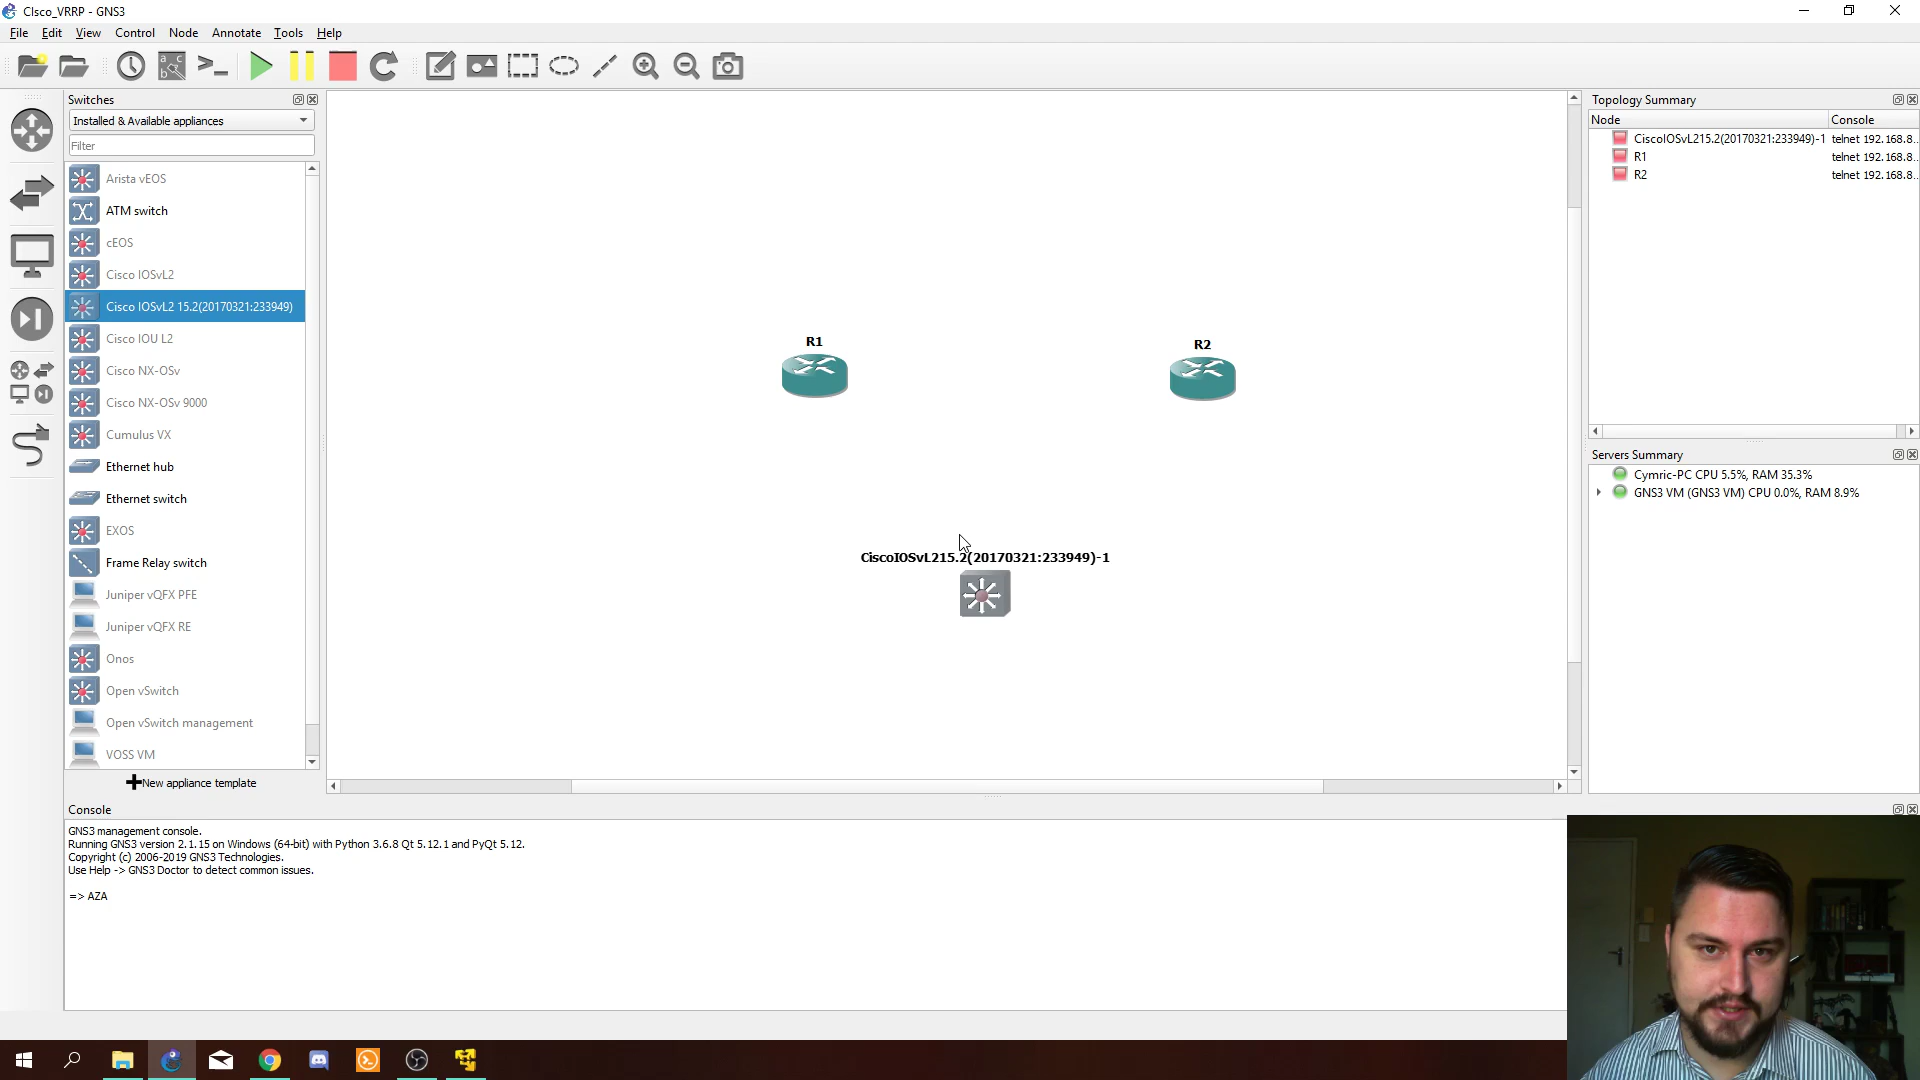 CIsco_VRRP - GNS3
File Edit View Control Node Annotate Tools Help
Switches
Installed & Available appliances
Filter
Arista vEOS
ATM switch
cEOS
Cisco IOSvL2
Cisco IOSvL2 15.2(20170321:233949)
Cisco IOU L2
Cisco NX-OSv
Cisco NX-OSv 9000
Cumulus VX
Ethernet hub
Ethernet switch
EXOS
Frame Relay switch
Juniper vQFX PFE
Juniper vQFX RE
Onos
Open vSwitch
Open vSwitch management
VOSS VM
New appliance template
R1
R2
CiscoIOSvL215.2(20170321:233949)-1
Topology Summary
Node Console
CiscoIOSvL215.2(20170321:233949)-1 telnet 192.168.8...
R1 telnet 192.168.8...
R2 telnet 192.168.8...
Servers Summary
Cymric-PC CPU 5.5%, RAM 35.3%
GNS3 VM (GNS3 VM) CPU 0.0%, RAM 8.9%
Console
GNS3 management console.
Running GNS3 version 2.1.15 on Windows (64-bit) with Python 3.6.8 Qt 5.12.1 and PyQt 5.12.
Copyright (c) 2006-2019 GNS3 Technologies.
Use Help -> GNS3 Doctor to detect common issues.
=> AZA